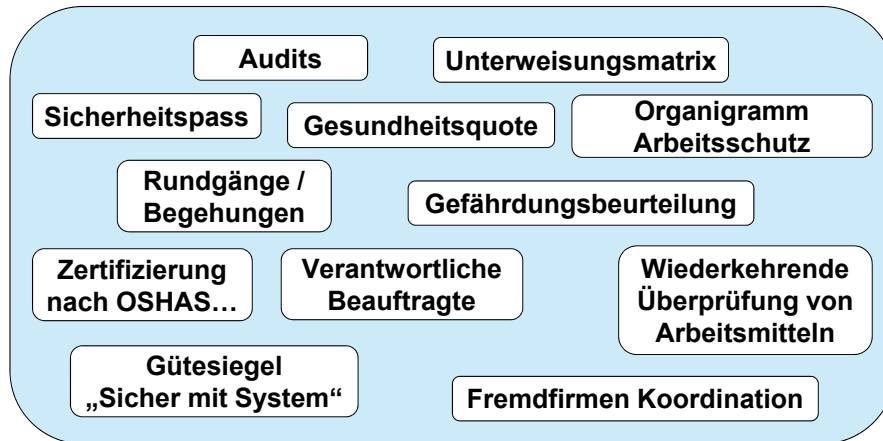 Audits
Unterweisungsmatrix
Sicherheitspass
Gesundheitsquote
Organigramm
Arbeitsschutz
Rundgänge /
Begehungen
Gefährdungsbeurteilung
Zertifizierung
nach OSHAS…
Verantwortliche
Beauftragte
Wiederkehrende
Überprüfung von
Arbeitsmitteln
Gütesiegel
„Sicher mit System“
Fremdfirmen Koordination